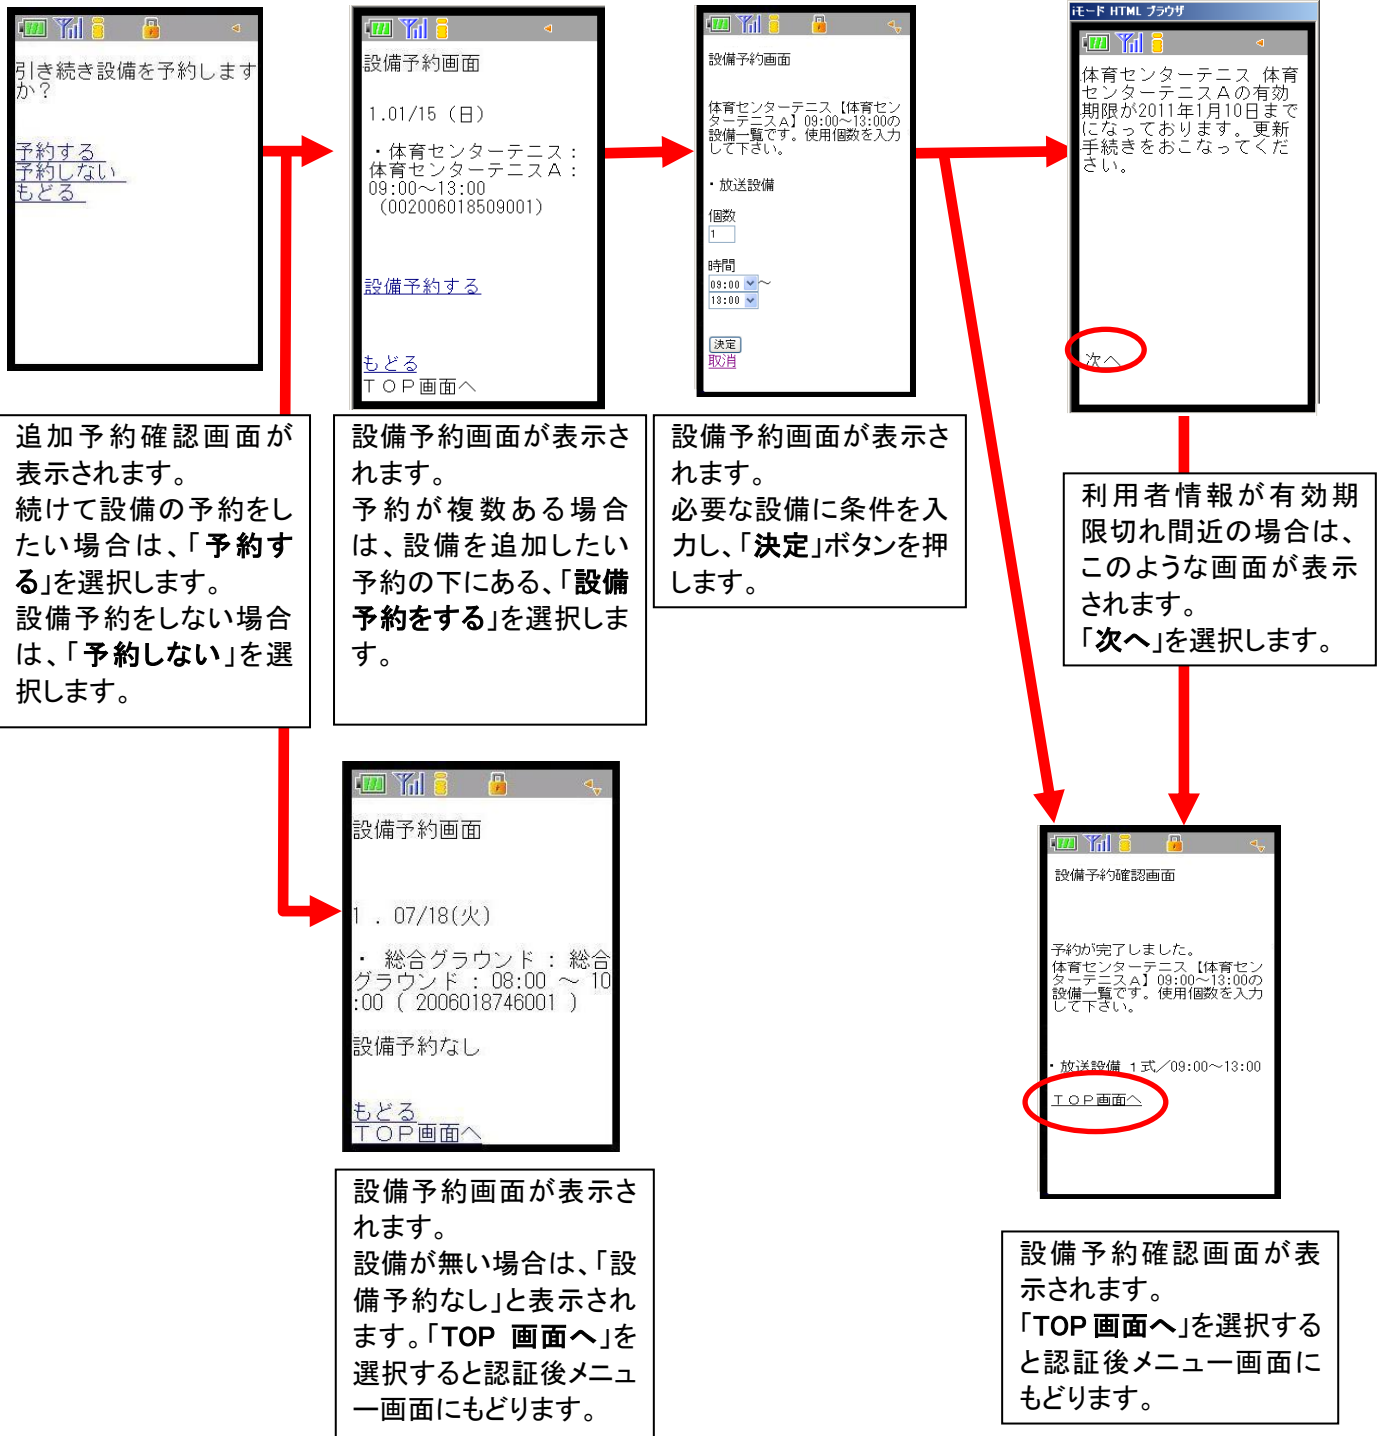 引き続き設備を予約します
か？
予約する
予約しない
もどる
追加予約確認画面が
表示されます。
続けて設備の予約をし
たい場合は、「予約す
る」を選択します。
設備予約をしない場合
は、「予約しない」を選
択します。
設備予約画面
1.01/15 (日)
・体育センターテニス：
体育センターテニスＡ：
09:00～13:00
(002006018509001)
設備予約する
もどる
ＴＯＰ画面へ
設備予約画面が表示さ
れます。
予約が複数ある場合
は、設備を追加したい
予約の下にある、「設備
予約をする」を選択しま
す。
設備予約画面
体育センターテニス【体育セン
ターテニスＡ】09:00～13:00の
設備一覧です。使用個数を入力
して下さい。
・放送設備
個数
1
時間
09:00 ～
13:00
決定
取消
設備予約画面が表示さ
れます。
必要な設備に条件を入
力し、「決定」ボタンを押
します。
iモード HTML ブラウザ
体育センターテニス 体育
センターテニスＡの有効
期限が2011年1月10日まで
になっております。更新
手続きをおこなってくだ
さい。
次へ
利用者情報が有効期
限切れ間近の場合は、
このような画面が表示
されます。
「次へ」を選択します。
設備予約画面
1 . 07/18(火)
・ 総合グラウンド ： 総合
グラウンド ： 08:00 ～ 10
:00 ( 2006018746001 )
設備予約なし
もどる
ＴＯＰ画面へ
設備予約画面が表示さ
れます。
設備が無い場合は、「設
備予約なし」と表示され
ます。「TOP 画面へ」を
選択すると認証後メニュ
ー画面にもどります。
設備予約確認画面
予約が完了しました。
体育センターテニス【体育セン
ターテニスＡ】09:00～13:00の
設備一覧です。使用個数を入力
して下さい。
・放送設備 1式／09:00～13:00
ＴＯＰ画面へ
設備予約確認画面が表
示されます。
「TOP 画面へ」を選択する
と認証後メニュー画面に
もどります。